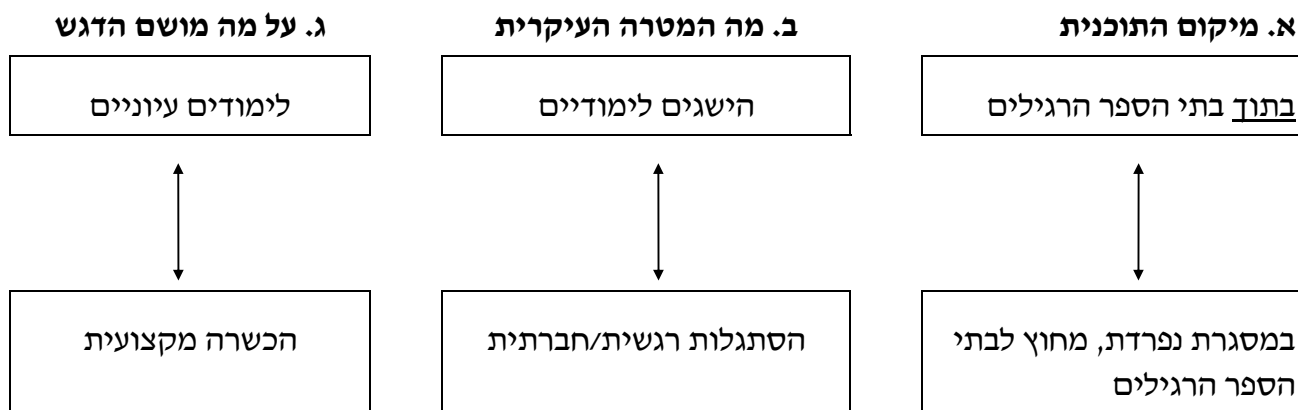 א. מיקום התוכנית
ב. מה המטרה העיקרית
ג. על מה מושם הדגש
בתוך בתי הספר הרגילים
הישגים לימודיים
לימודים עיוניים
במסגרת נפרדת, מחוץ לבתי
הספר הרגילים
הסתגלות רגשית/חברתית
הכשרה מקצועית